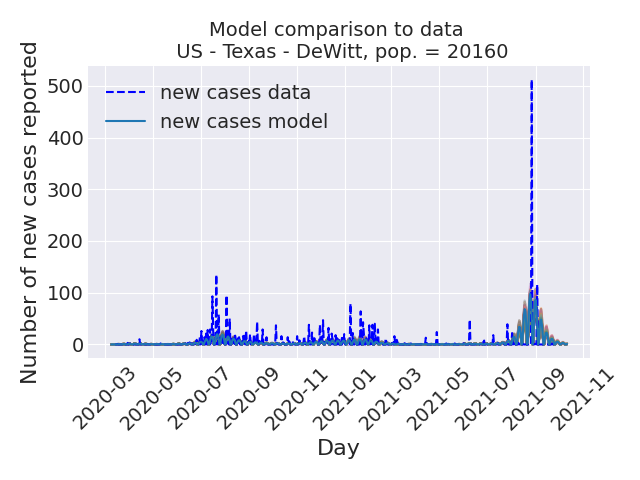 Model comparison to data
US - Texas - DeWitt, pop. = 20160
Number of new cases reported
500
400
300
200
100
0
new cases data
new cases model
2020-03
2020-05
2020-07
2020-09
2020-11
2021-01
2021-03
2021-05
2021-07
2021-09
2021-11
Day